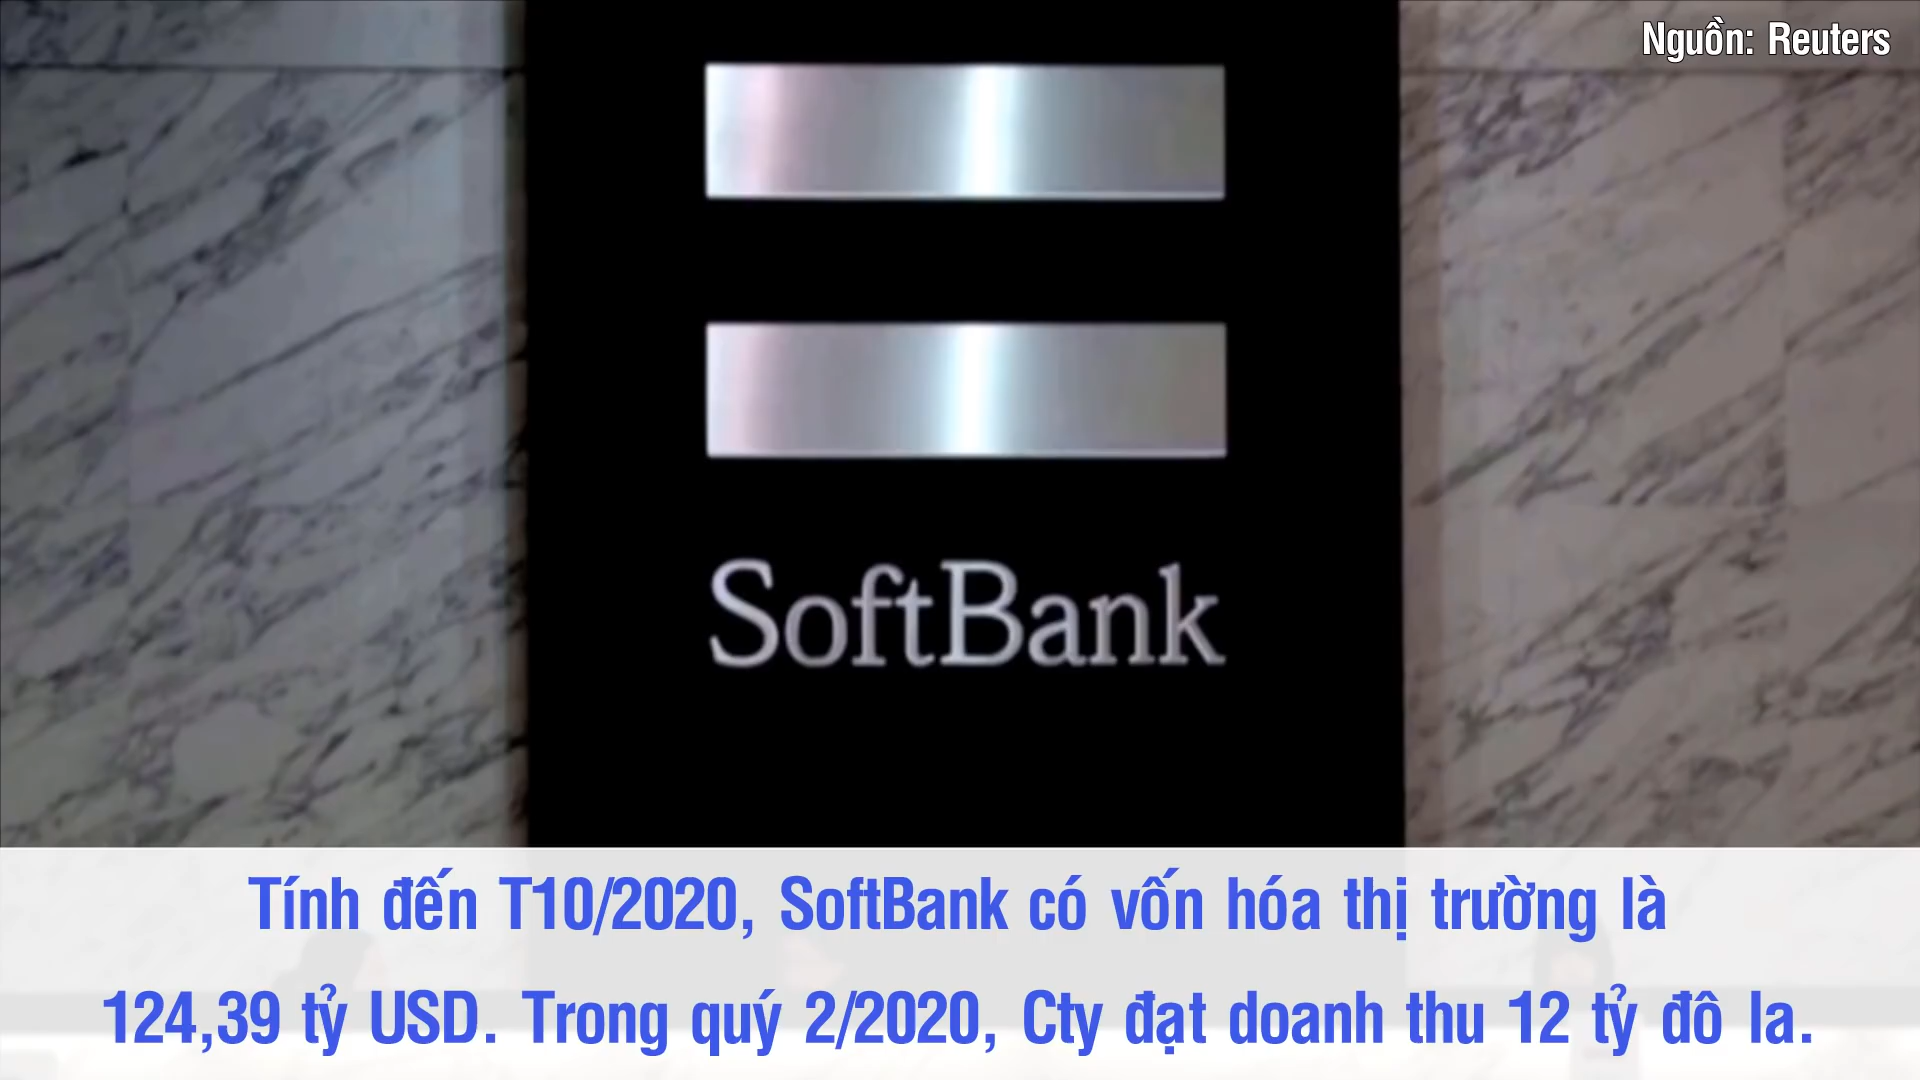 Nguồn: Reuters
SoftBank
Tính đến T10/2020, SoftBank có vốn hóa thị trường là
124,39 tỷ USD. Trong quý 2/2020, Cty đạt doanh thu 12 tỷ đô la.